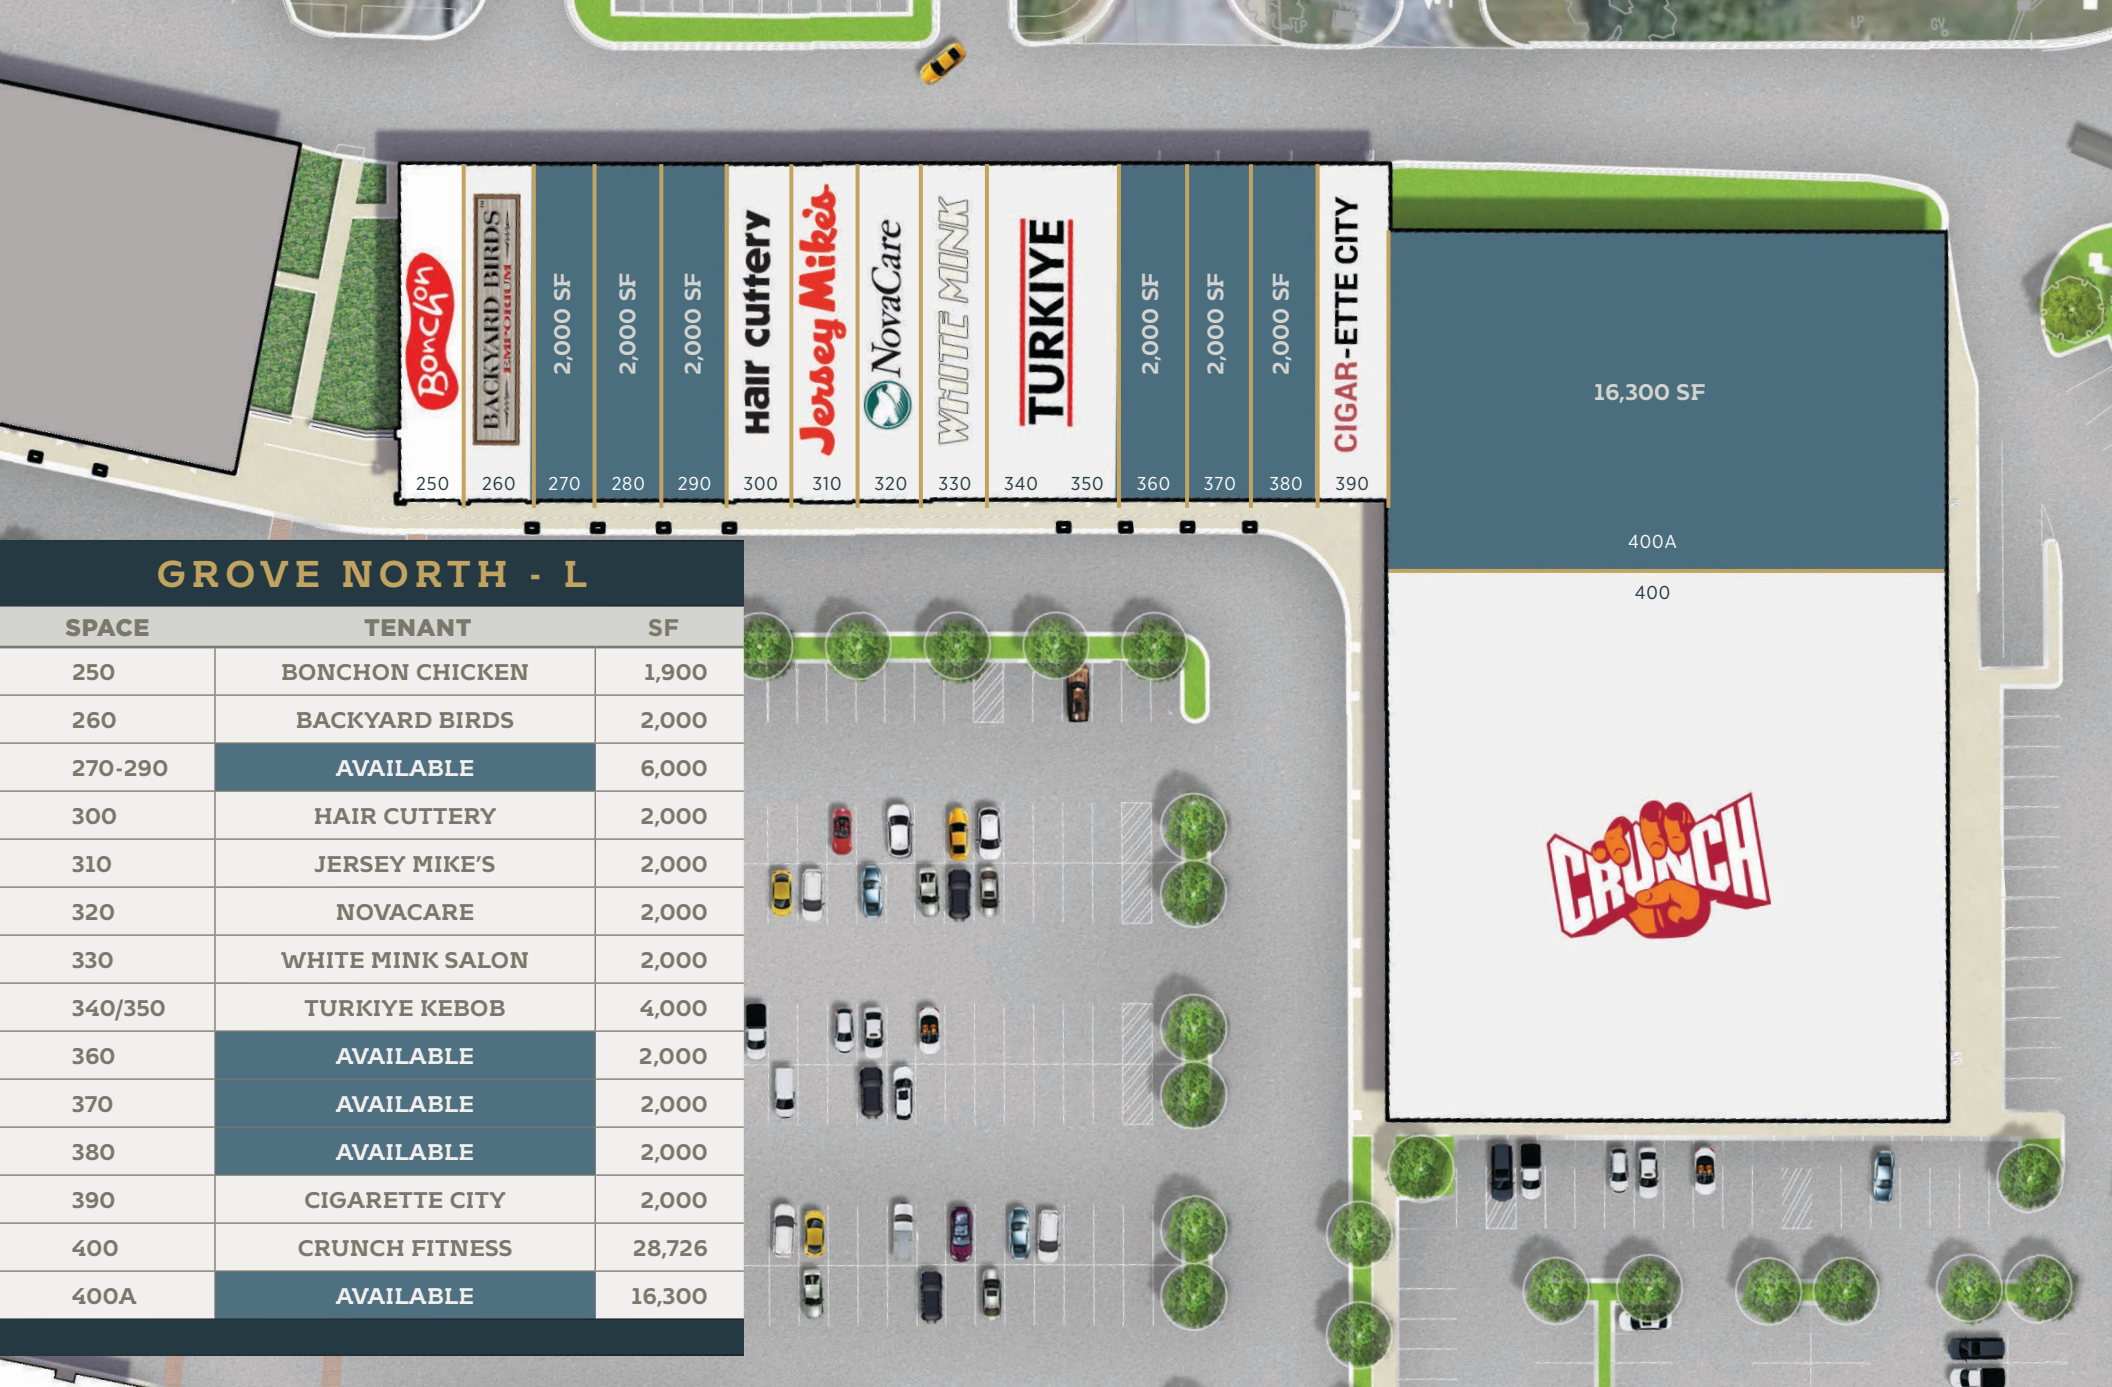 Bonchon
BACKYARD BIRDS™
EMPORIUM
2,000 SF
2,000 SF
2,000 SF
Hair cuttery
Jersey Mike's
NovaCare
WHITE MINK
TURKIYE
2,000 SF
2,000 SF
2,000 SF
CIGAR-ETTE CITY
250 260 270 280 290 300 310 320 330 340 350 360 370 380 390
16,300 SF
400A
400
CRUNCH
GROVE NORTH - L
SPACE TENANT SF
250 BONCHON CHICKEN 1,900
260 BACKYARD BIRDS 2,000
270-290 AVAILABLE 6,000
300 HAIR CUTTERY 2,000
310 JERSEY MIKE'S 2,000
320 NOVACARE 2,000
330 WHITE MINK SALON 2,000
340/350 TURKIYE KEBOB 4,000
360 AVAILABLE 2,000
370 AVAILABLE 2,000
380 AVAILABLE 2,000
390 CIGARETTE CITY 2,000
400 CRUNCH FITNESS 28,726
400A AVAILABLE 16,300